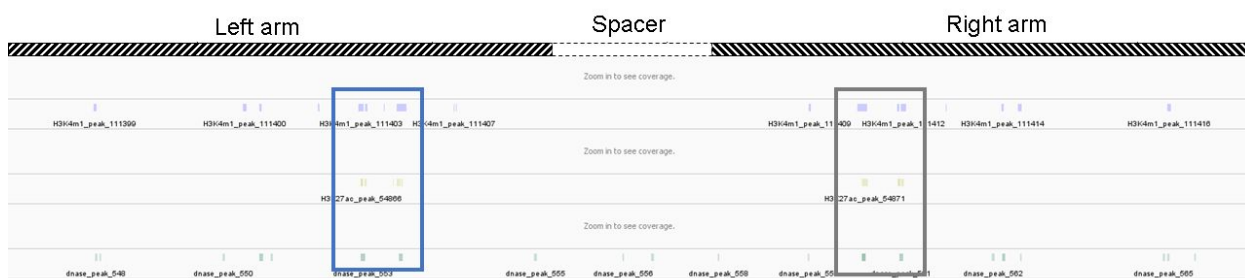 Left arm
Spacer
Right arm
Zoom in to see coverage.
H3K4m1_peak_111399
H3K4m1_peak_111400
H3K4m1_peak_111403
H3K4m1_peak_111407
H3K4m1_peak_111409
H3K4m1_peak_111412
H3K4m1_peak_111414
H3K4m1_peak_111416
Zoom in to see coverage.
H3K27ac_peak_54866
H3K27ac_peak_54871
Zoom in to see coverage.
dnase_peak_550
dnase_peak_553
dnase_peak_555
dnase_peak_556
dnase_peak_558
dnase_peak_562
dnase_peak_565